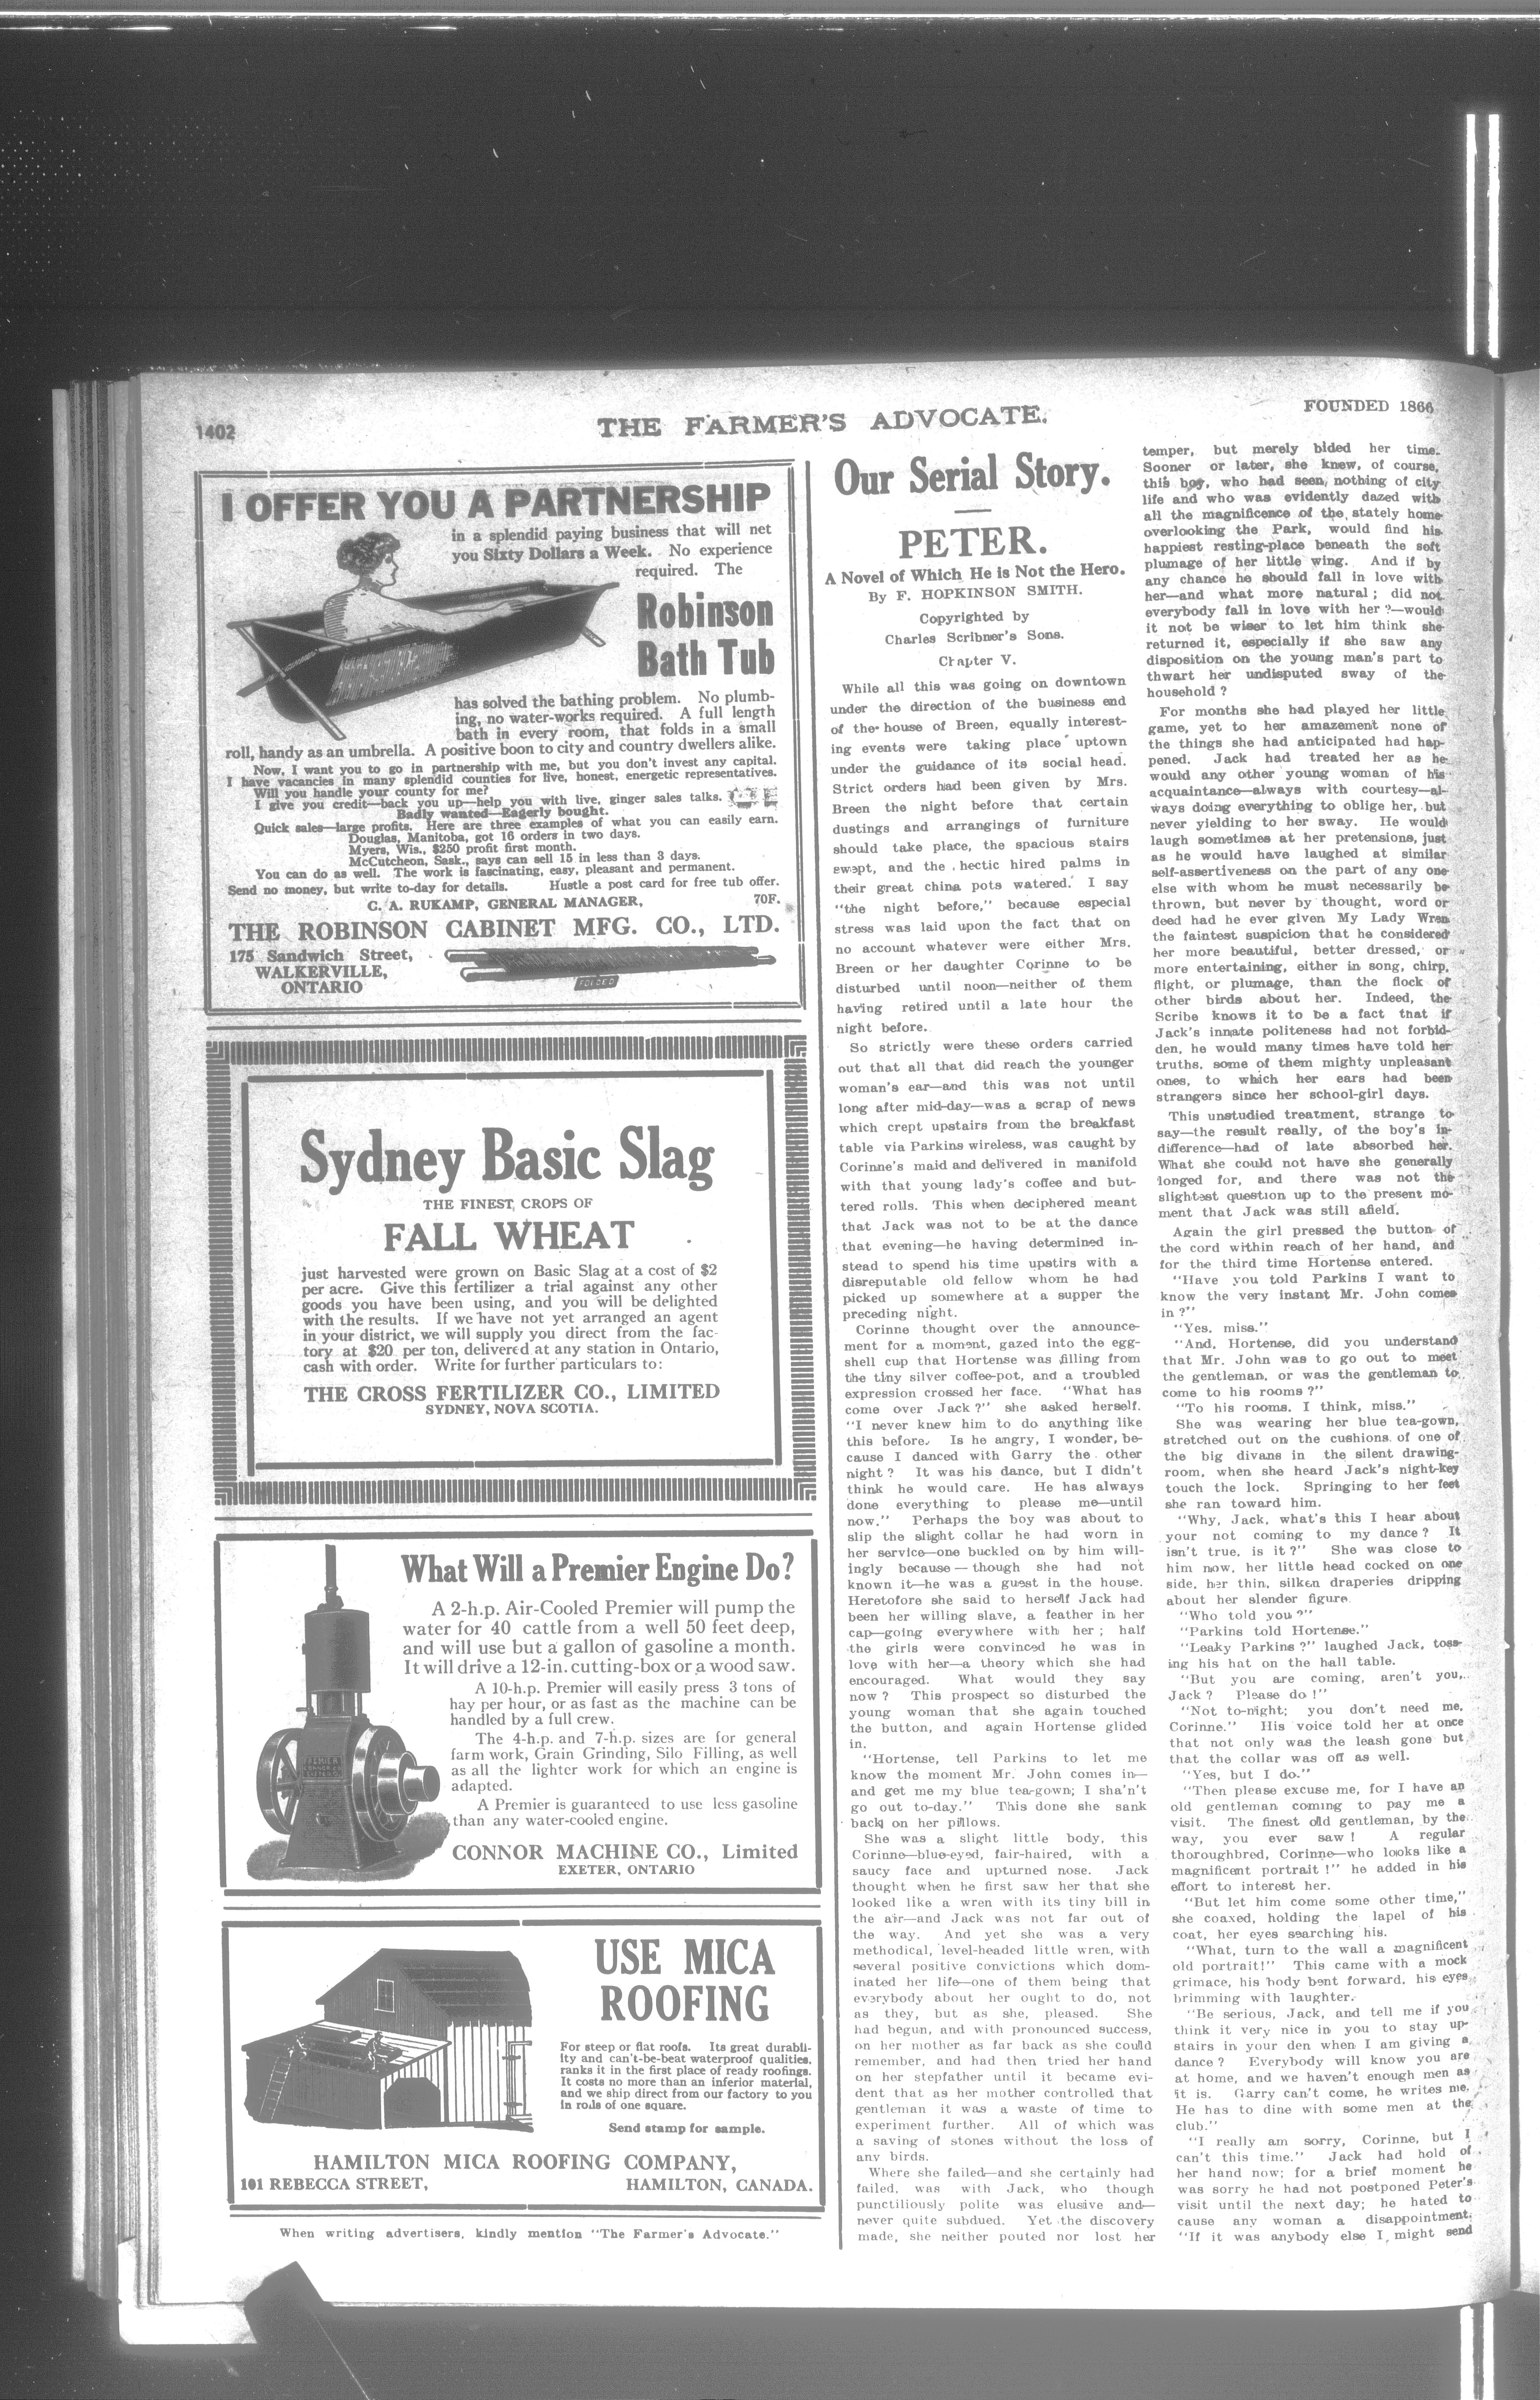 1402
THE FARMER'S ADVOCATE.
FOUNDED 1866
I OFFER YOU A PARTNERSHIP
in a splendid paying business that will net
you Sixty Dollars a Week. No experience
required. The
Robinson
Bath Tub
has solved the bathing problem. No plumb-
ing, no water-works required. A full length
bath in every room, that folds in a small
roll, handy as an umbrella. A positive boon to city and country dwellers alike.
Now, I want you to go in partnership with me, but you don't invest any capital.
I have vacancies in many splendid counties for live, honest, energetic representatives.
Will you handle your county for me?
I give you credit—back you up—help you with live, ginger sales talks.
Badly wanted—Eagerly bought.
Quick sales—large profits. Here are three examples of what you can easily earn.
Douglas, Manitoba, got 16 orders in two days.
Myers, Wis., $250 profit first month.
McCutcheon, Sask., says can sell 15 in less than 3 days.
You can do as well. The work is fascinating, easy, pleasant and permanent.
Send no money, but write to-day for details. Hustle a post card for free tub offer.
C. A. RUKAMP, GENERAL MANAGER, 70F.
THE ROBINSON CABINET MFG. CO., LTD.
175 Sandwich Street,
WALKERVILLE,
ONTARIO
FOLDED
Sydney Basic Slag
THE FINEST CROPS OF
FALL WHEAT
just harvested were grown on Basic Slag at a cost of $2
per acre. Give this fertilizer a trial against any other
goods you have been using, and you will be delighted
with the results. If we have not yet arranged an agent
in your district, we will supply you direct from the fac-
tory at $20 per ton, delivered at any station in Ontario,
cash with order. Write for further particulars to:
THE CROSS FERTILIZER CO., LIMITED
SYDNEY, NOVA SCOTIA.
What Will a Premier Engine Do?
A 2-h.p. Air-Cooled Premier will pump the
water for 40 cattle from a well 50 feet deep,
and will use but a gallon of gasoline a month.
It will drive a 12-in. cutting-box or a wood saw.
A 10-h.p. Premier will easily press 3 tons of
hay per hour, or as fast as the machine can be
handled by a full crew.
The 4-h.p. and 7-h.p. sizes are for general
farm work, Grain Grinding, Silo Filling, as well
as all the lighter work for which an engine is
adapted.
A Premier is guaranteed to use less gasoline
than any water-cooled engine.
CONNOR MACHINE CO., Limited
EXETER, ONTARIO
USE MICA
ROOFING
For steep or flat roofs. Its great durabli-
ity and can't-be-beat waterproof qualities.
ranks it in the first place of ready roofings.
It costs no more than an inferior material,
and we ship direct from our factory to you
in rolls of one square.
Send stamp for sample.
HAMILTON MICA ROOFING COMPANY,
101 REBECCA STREET, HAMILTON, CANADA.
When writing advertisers, kindly mention "The Farmer's Advocate."
Our Serial Story.
PETER.
A Novel of Which He is Not the Hero.
By F. HOPKINSON SMITH.
Copyrighted by
Charles Scribner's Sons.
Chapter V.
While all this was going on downtown
under the direction of the business end
of the house of Breen, equally interest-
ing events were taking place uptown
under the guidance of its social head.
Strict orders had been given by Mrs.
Breen the night before that certain
dustings and arrangings of furniture
should take place, the spacious stairs
swept, and the hectic hired palms in
their great china pots watered. I say
"the night before," because especial
stress was laid upon the fact that on
no account whatever were either Mrs.
Breen or her daughter Corinne to be
disturbed until noon—neither of them
having retired until a late hour the
night before.
So strictly were these orders carried
out that all that did reach the younger
woman's ear—and this was not until
long after mid-day—was a scrap of news
which crept upstairs from the breakfast
table via Parkins wireless, was caught by
Corinne's maid and delivered in manifold
with that young lady's coffee and but-
tered rolls. This when deciphered meant
that Jack was not to be at the dance
that evening—he having determined in-
stead to spend his time upstirs with a
disreputable old fellow whom he had
picked up somewhere at a supper the
preceding night.
Corinne thought over the announce-
ment for a moment, gazed into the egg-
shell cup that Hortense was filling from
the tiny silver coffee-pot, and a troubled
expression crossed her face. "What has
come over Jack ?" she asked herself.
"I never knew him to do anything like
this before. Is he angry, I wonder, be-
cause I danced with Garry the other
night ? It was his dance, but I didn't
think he would care. He has always
done everything to please me—until
now." Perhaps the boy was about to
slip the slight collar he had worn in
her service—one buckled on by him will-
ingly because — though she had not
known it—he was a guest in the house.
Heretofore she said to herself Jack had
been her willing slave, a feather in her
cap—going everywhere with her ; half
the girls were convinced he was in
love with her—a theory which she had
encouraged. What would they say
now ? This prospect so disturbed the
young woman that she again touched
the button, and again Hortense glided
in.
"Hortense, tell Parkins to let me
know the moment Mr. John comes in—
and get me my blue tea-gown; I sha'n't
go out to-day." This done she sank
back on her pillows.
She was a slight little body, this
Corinne—blue-eyed, fair-haired, with a
saucy face and upturned nose. Jack
thought when he first saw her that she
looked like a wren with its tiny bill in
the air—and Jack was not far out of
the way. And yet she was a very
methodical, level-headed little wren, with
several positive convictions which dom-
inated her life—one of them being that
everybody about her ought to do, not
as they, but as she, pleased. She
had begun, and with pronounced success,
on her mother as far back as she could
remember, and had then tried her hand
on her stepfather until it became evi-
dent that as her mother controlled that
gentleman it was a waste of time to
experiment further. All of which was
a saving of stones without the loss of
any birds.
Where she failed—and she certainly had
failed, was with Jack, who though
punctiliously polite was elusive and—
never quite subdued. Yet the discovery
made, she neither pouted nor lost her
temper, but merely bided her time.
Sooner or later, she knew, of course,
this boy, who had seen nothing of city
life and who was evidently dazed with
all the magnificence of the stately home
overlooking the Park, would find his
happiest resting-place beneath the soft
plumage of her little wing. And if by
any chance he should fall in love with
her—and what more natural ; did not
everybody fall in love with her ?—would
it not be wiser to let him think she
returned it, especially if she saw any
disposition on the young man's part to
thwart her undisputed sway of the
household ?
For months she had played her little
game, yet to her amazement none of
the things she had anticipated had hap-
pened. Jack had treated her as he
would any other young woman of his
acquaintance—always with courtesy—al-
ways doing everything to oblige her, but
never yielding to her sway. He would
laugh sometimes at her pretensions, just
as he would have laughed at similar
self-assertiveness on the part of any one
else with whom he must necessarily be
thrown, but never by thought, word or
deed had he ever given My Lady Wren
the faintest suspicion that he considered
her more beautiful, better dressed, or
more entertaining, either in song, chirp,
flight, or plumage, than the flock of
other birds about her. Indeed, the
Scribe knows it to be a fact that if
Jack's innate politeness had not forbid-
den, he would many times have told her
truths, some of them mighty unpleasant
ones, to which her ears had been
strangers since her school-girl days.
This unstudied treatment, strange to
say—the result really, of the boy's in-
difference—had of late absorbed her.
What she could not have she generally
longed for, and there was not the
slightest question up to the present mo-
ment that Jack was still afield.
Again the girl pressed the button of
the cord within reach of her hand, and
for the third time Hortense entered.
"Have you told Parkins I want to
know the very instant Mr. John comes
in ?"
"Yes, miss."
"And, Hortense, did you understand
that Mr. John was to go out to meet
the gentleman, or was the gentleman to
come to his rooms ?"
"To his rooms, I think, miss."
She was wearing her blue tea-gown,
stretched out on the cushions of one of
the big divans in the silent drawing-
room, when she heard Jack's night-key
touch the lock. Springing to her feet
she ran toward him.
"Why, Jack, what's this I hear about
your not coming to my dance ? It
isn't true, is it ?" She was close to
him now, her little head cocked on one
side, her thin, silken draperies dripping
about her slender figure.
"Who told you ?"
"Parkins told Hortense."
"Leaky Parkins ?" laughed Jack, toss-
ing his hat on the hall table.
"But you are coming, aren't you,
Jack ? Please do !"
"Not to-night; you don't need me,
Corinne." His voice told her at once
that not only was the leash gone but
that the collar was off as well.
"Yes, but I do."
"Then please excuse me, for I have an
old gentleman coming to pay me a
visit. The finest old gentleman, by the
way, you ever saw ! A regular
thoroughbred, Corinne—who looks like a
magnificent portrait !" he added in his
effort to interest her.
"But let him come some other time,"
she coaxed, holding the lapel of his
coat, her eyes searching his.
"What, turn to the wall a magnificent
old portrait!" This came with a mock
grimace, his body bent forward, his eyes
brimming with laughter.
"Be serious, Jack, and tell me if you
think it very nice in you to stay up-
stairs in your den when I am giving a
dance ? Everybody will know you are
at home, and we haven't enough men as
it is. Garry can't come, he writes me.
He has to dine with some men at the
club."
"I really am sorry, Corinne, but I
can't this time." Jack had hold of
her hand now; for a brief moment he
was sorry he had not postponed Peter's
visit until the next day; he hated to
cause any woman a disappointment.
"If it was anybody else I might send